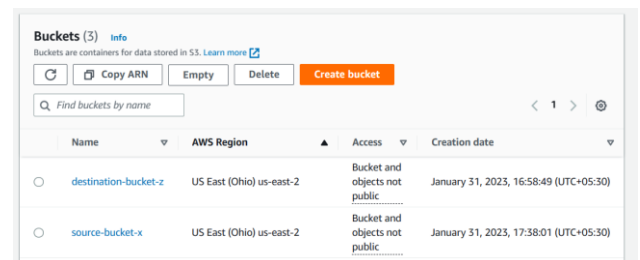 Buckets (3) Info
Buckets are containers for data stored in S3. Learn more
Copy ARN Empty Delete Create bucket
Find buckets by name 1
Name AWS Region Access Creation date
destination-bucket-z US East (Ohio) us-east-2 Bucket and objects not public January 31, 2023, 16:58:49 (UTC+05:30)
source-bucket-x US East (Ohio) us-east-2 Bucket and objects not public January 31, 2023, 17:38:01 (UTC+05:30)